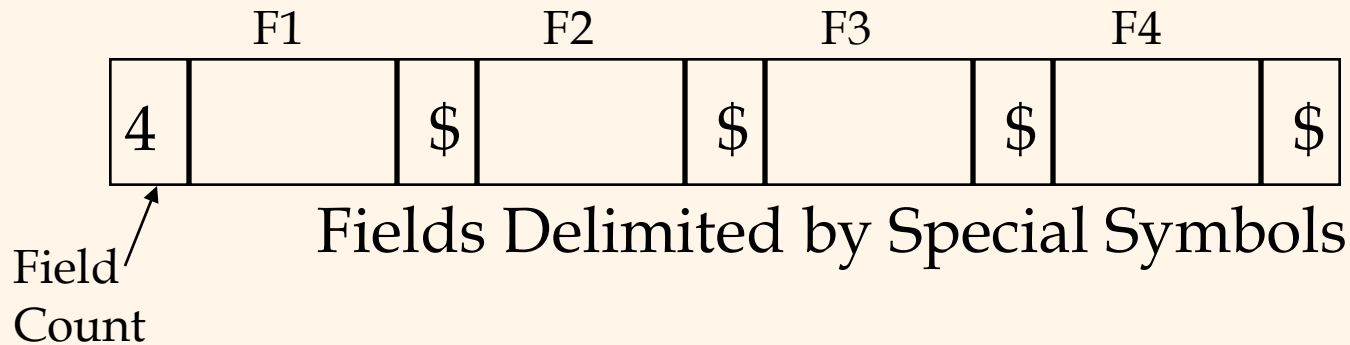 F1 F2 F3 F4
4 $ $ $ $
Fields Delimited by Special Symbols
Field
Count